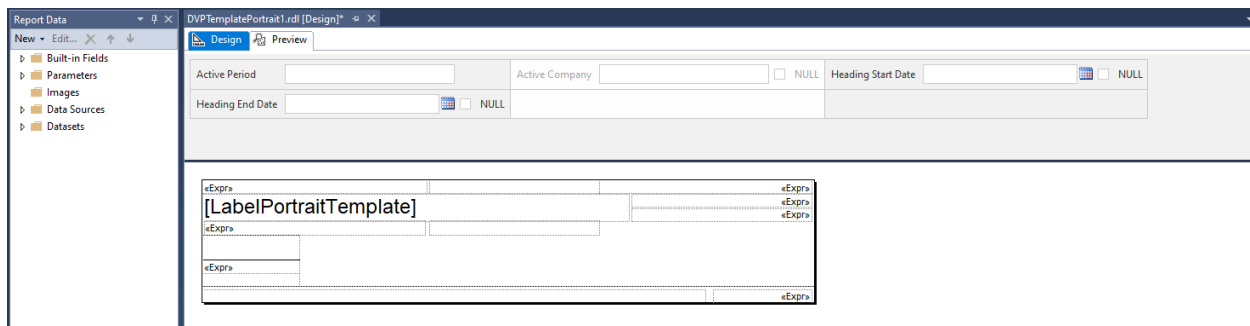 Report Data
DVPTemplatePortrait1.rdl [Design]*
New Edit...
Design Preview
Built-in Fields
Parameters
Images
Data Sources
Datasets
Active Period Active Company NULL Heading Start Date NULL
Heading End Date NULL
«Expr» «Expr»
[LabelPortraitTemplate] «Expr»
«Expr»
«Expr»
«Expr»
«Expr»